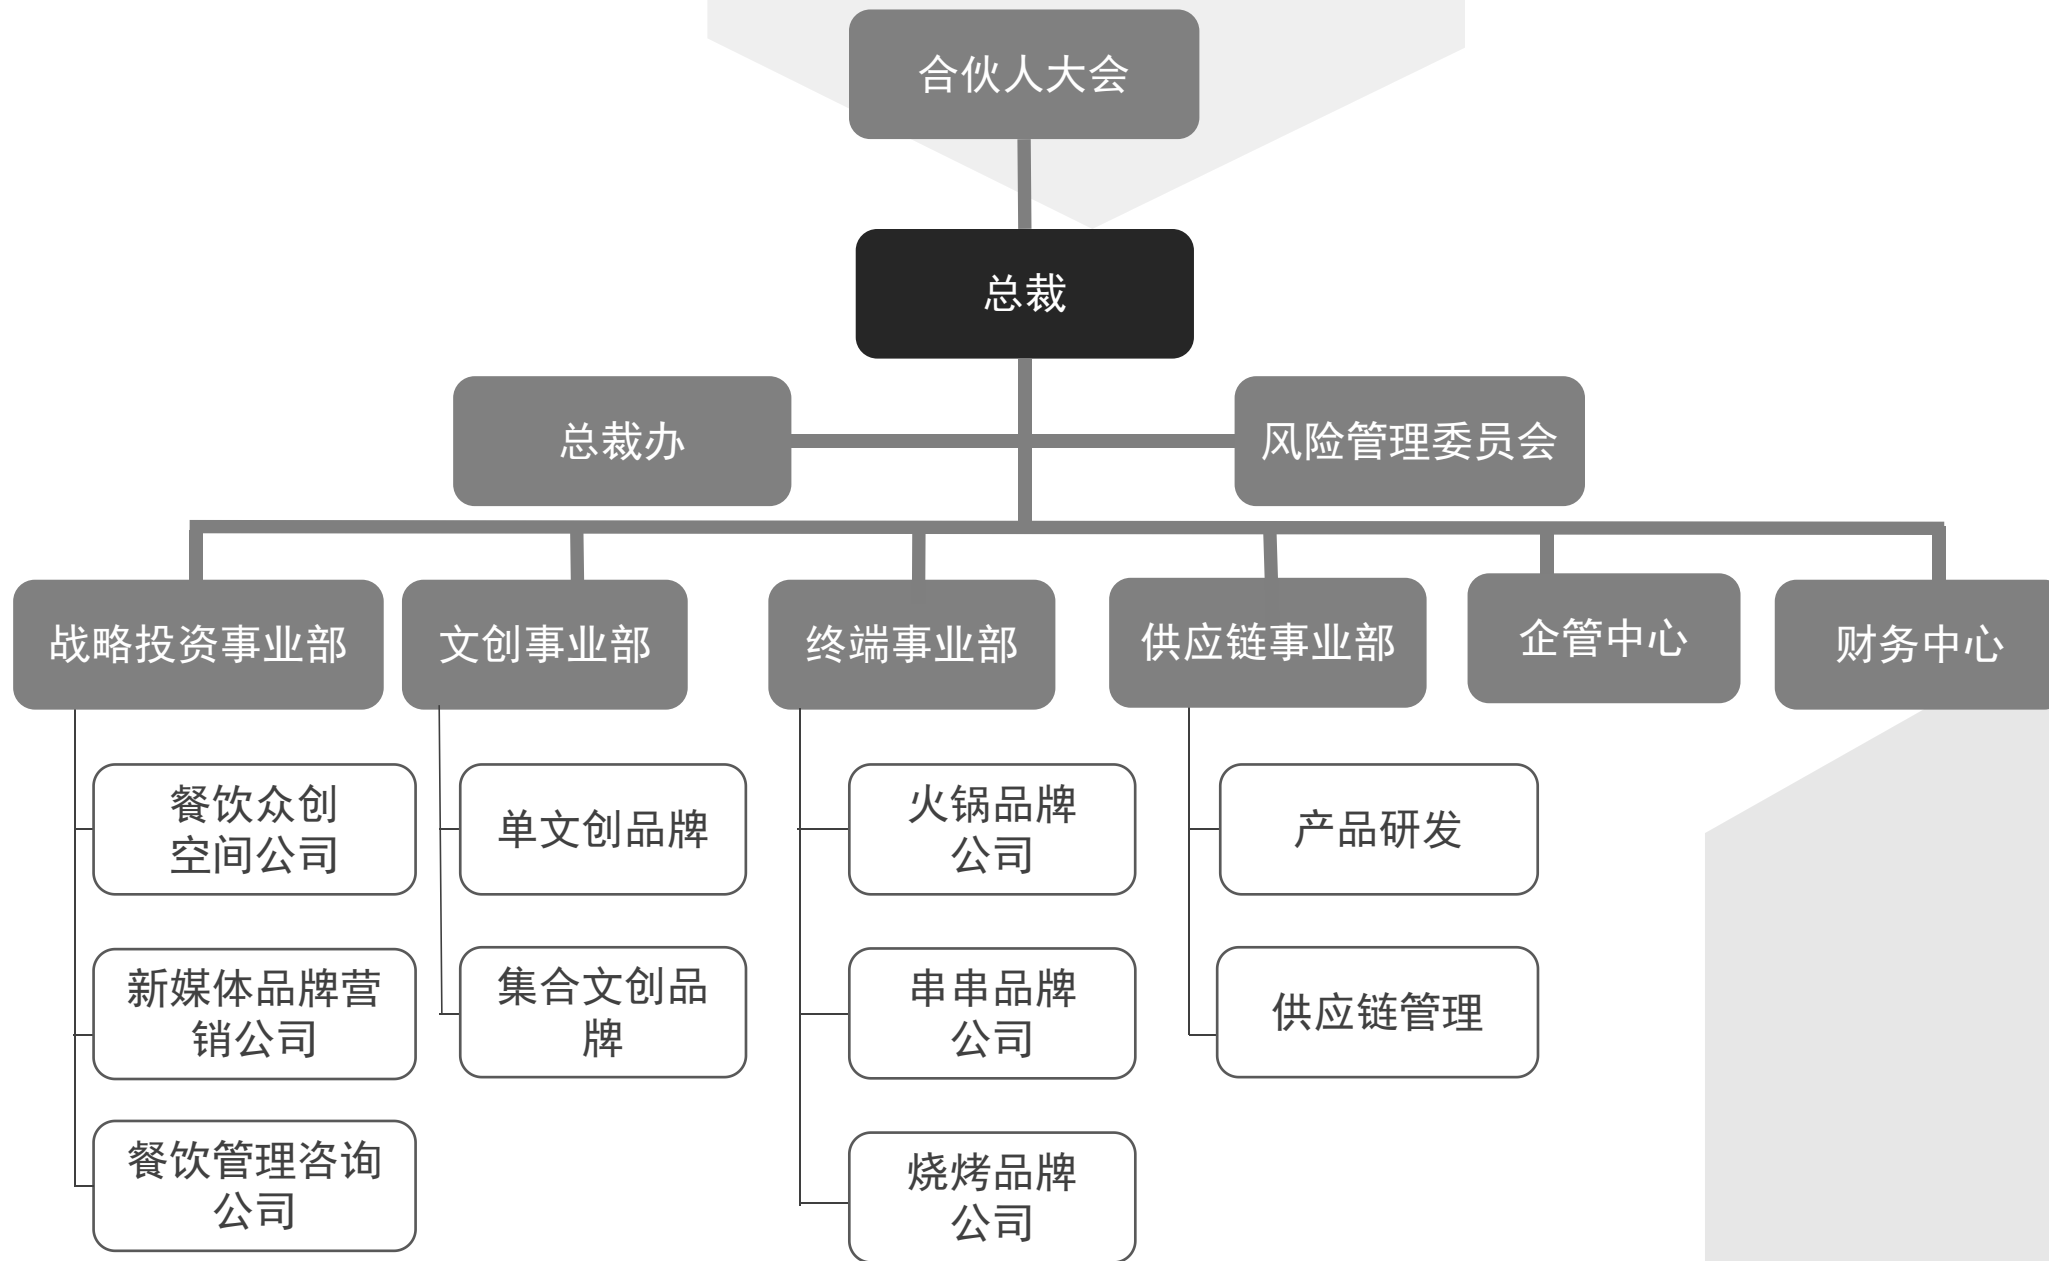 合伙人大会
总裁
总裁办
风险管理委员会
战略投资事业部
文创事业部
终端事业部
供应链事业部
企管中心
财务中心
餐饮众创
空间公司
单文创品牌
火锅品牌
公司
产品研发
新媒体品牌营
销公司
集合文创品
牌
串串品牌
公司
供应链管理
餐饮管理咨询
公司
烧烤品牌
公司